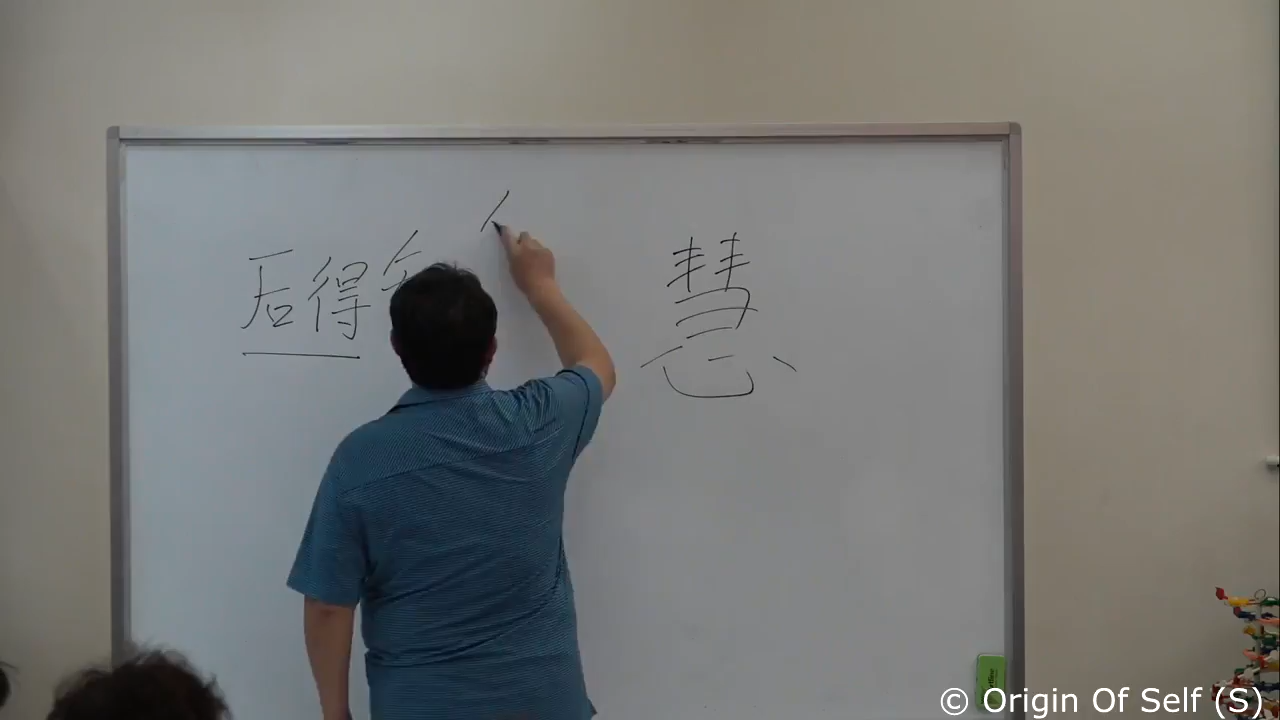 后得
慧
© Origin Of Self (S)